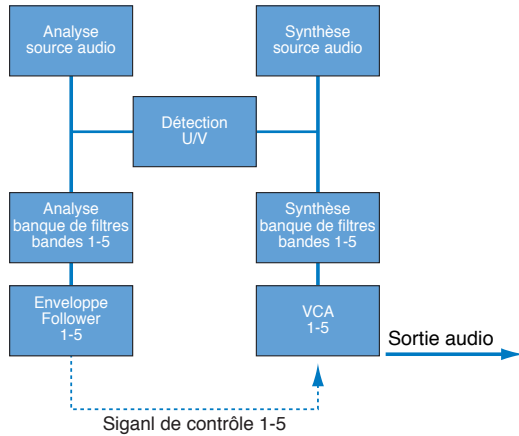 Analyse
source audio
Synthèse
source audio
Détection
U/V
Analyse
banque de filtres
bandes 1-5
Synthèse
banque de filtres
bandes 1-5
Enveloppe
Follower
1-5
VCA
1-5
Sortie audio
Siganl de contrôle 1-5